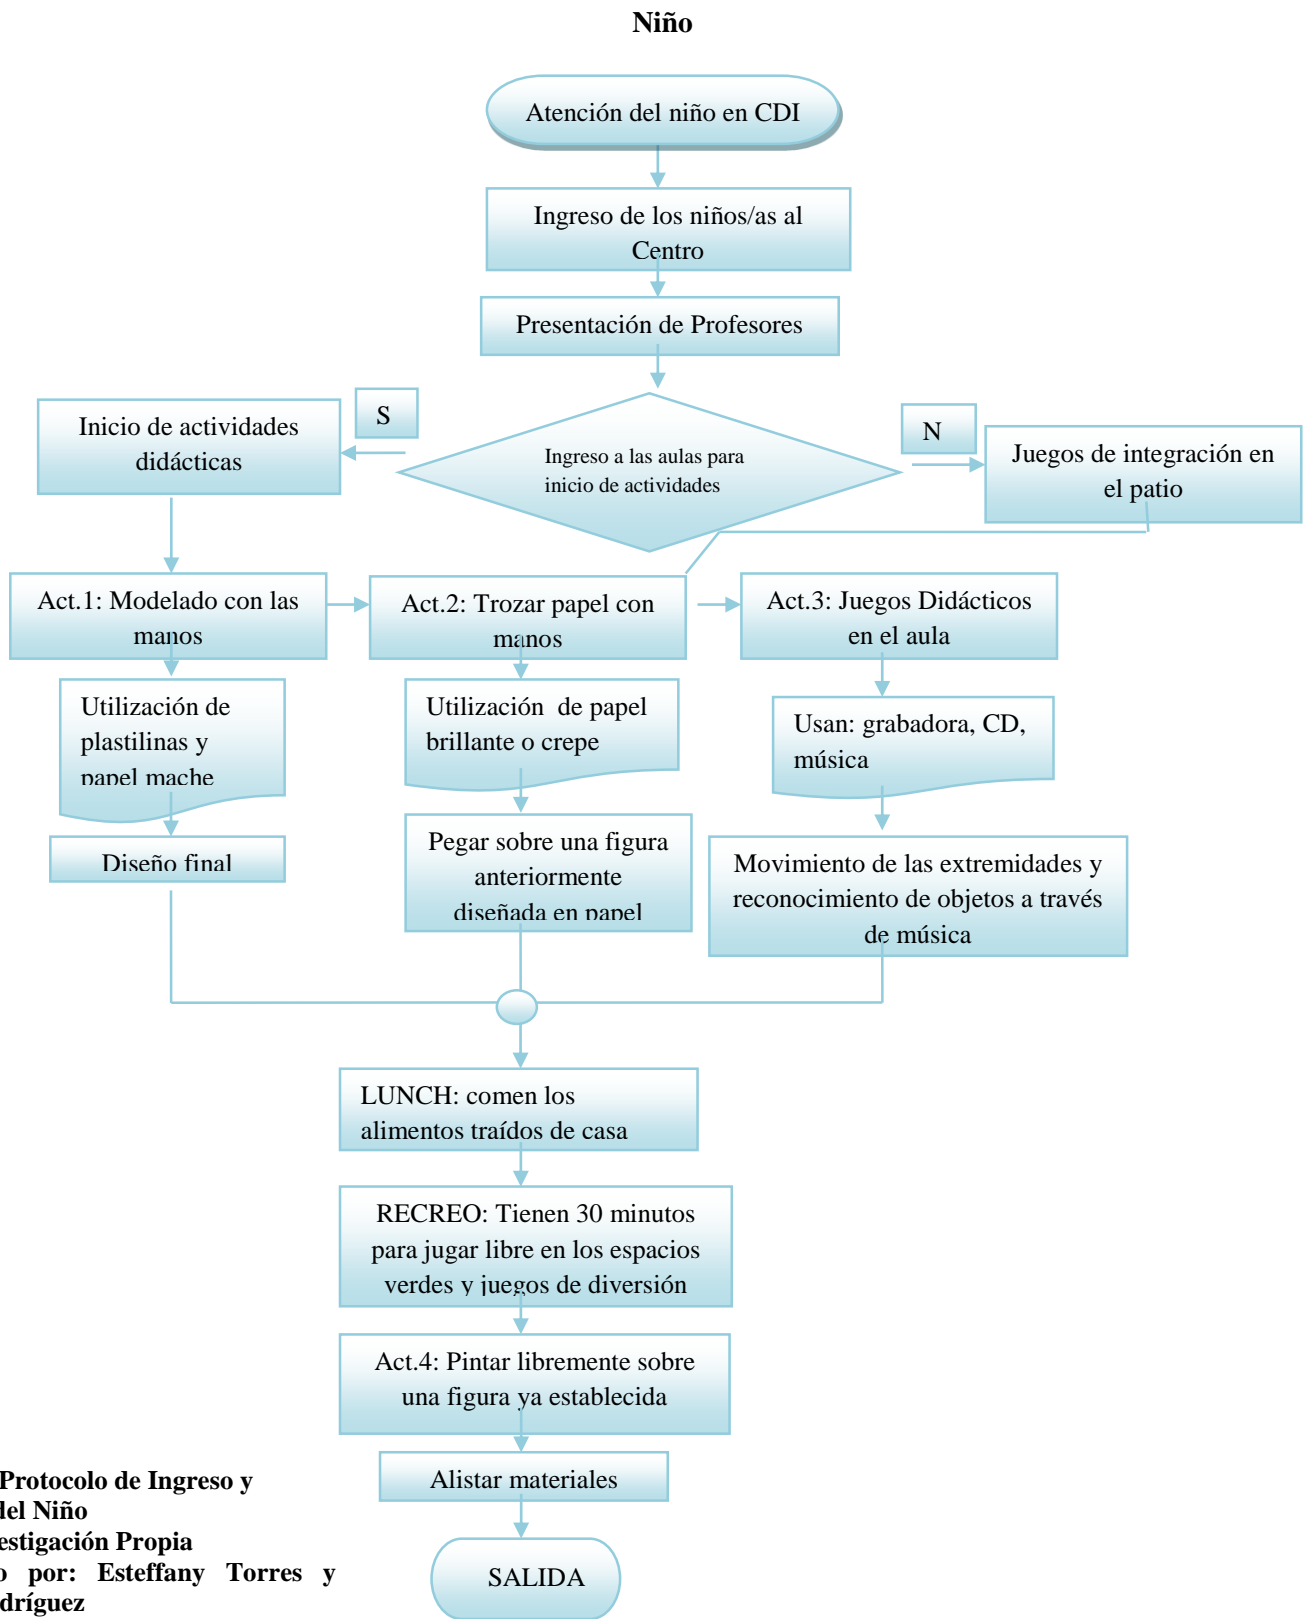 Niño
Atención del niño en CDI
Ingreso de los niños/as al
Centro
Presentación de Profesores
S
N
Inicio de actividades
didácticas
Ingreso a las aulas para
inicio de actividades
Juegos de integración en
el patio
Act.1: Modelado con las
manos
Act.2: Trozar papel con
manos
Act.3: Juegos Didácticos
en el aula
Utilización de
plastilinas y
papel mache
Utilización  de papel
brillante o crepe
Usan: grabadora, CD,
música
Diseño final
Pegar sobre una figura
anteriormente
diseñada en papel
Movimiento de las extremidades y
reconocimiento de objetos a través
de música
LUNCH: comen los
alimentos traídos de casa
RECREO: Tienen 30 minutos
para jugar libre en los espacios
verdes y juegos de diversión
Act.4: Pintar libremente sobre
una figura ya establecida
Alistar materiales
SALIDA
Protocolo de Ingreso y
del Niño
estigación Propia
o por: Esteffany Torres y
dríguez